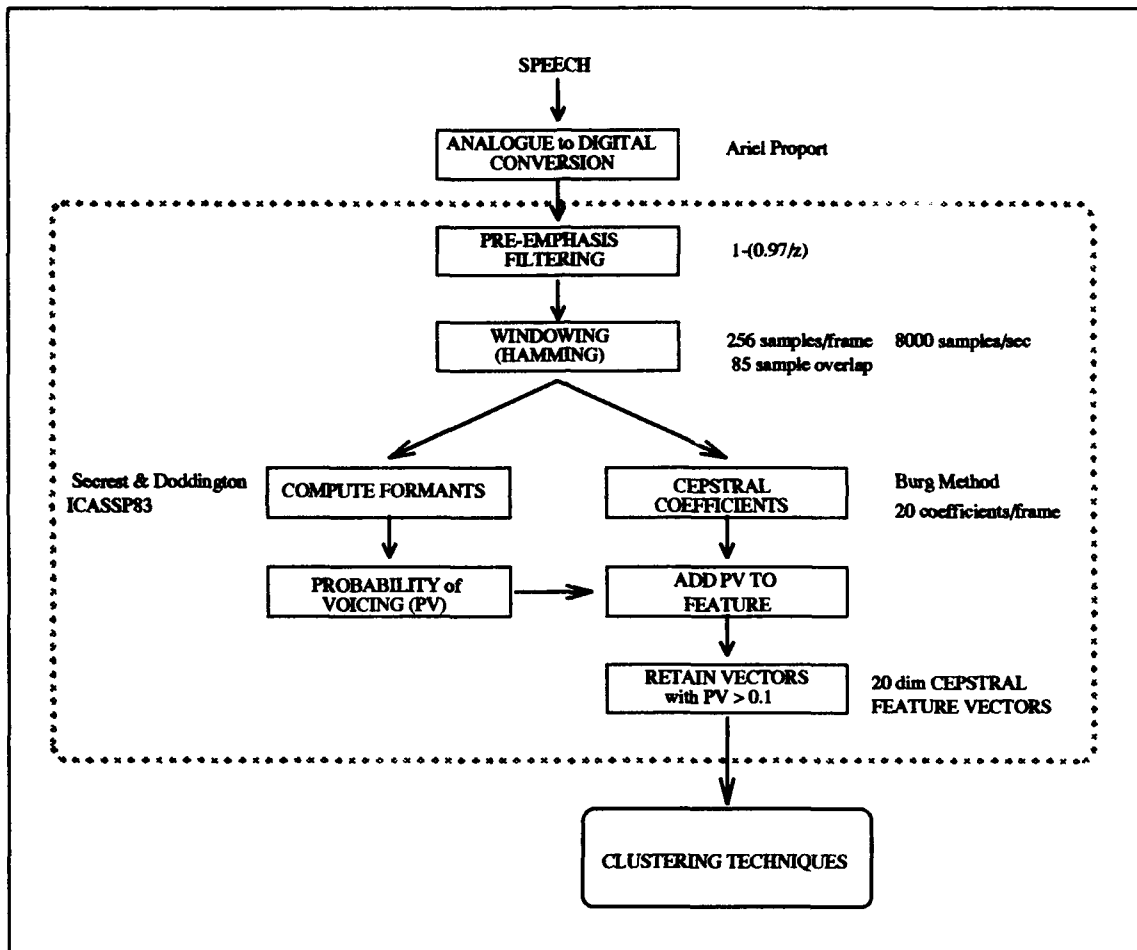 SPEECH
ANALOGUE to DIGITAL
CONVERSION
Ariel Proport
PRE-EMPHASIS
FILTERING
1-(0.97/z)
WINDOWING
(HAMMING)
256 samples/frame 8000 samples/sec
85 sample overlap
Secrest & Doddington
ICASSP83
COMPUTE FORMANTS
CEPSTRAL
COEFFICIENTS
Burg Method
20 coefficients/frame
PROBABILITY of
VOICING (PV)
ADD PV TO
FEATURE
RETAIN VECTORS
with PV > 0.1
20 dim CEPSTRAL
FEATURE VECTORS
CLUSTERING TECHNIQUES